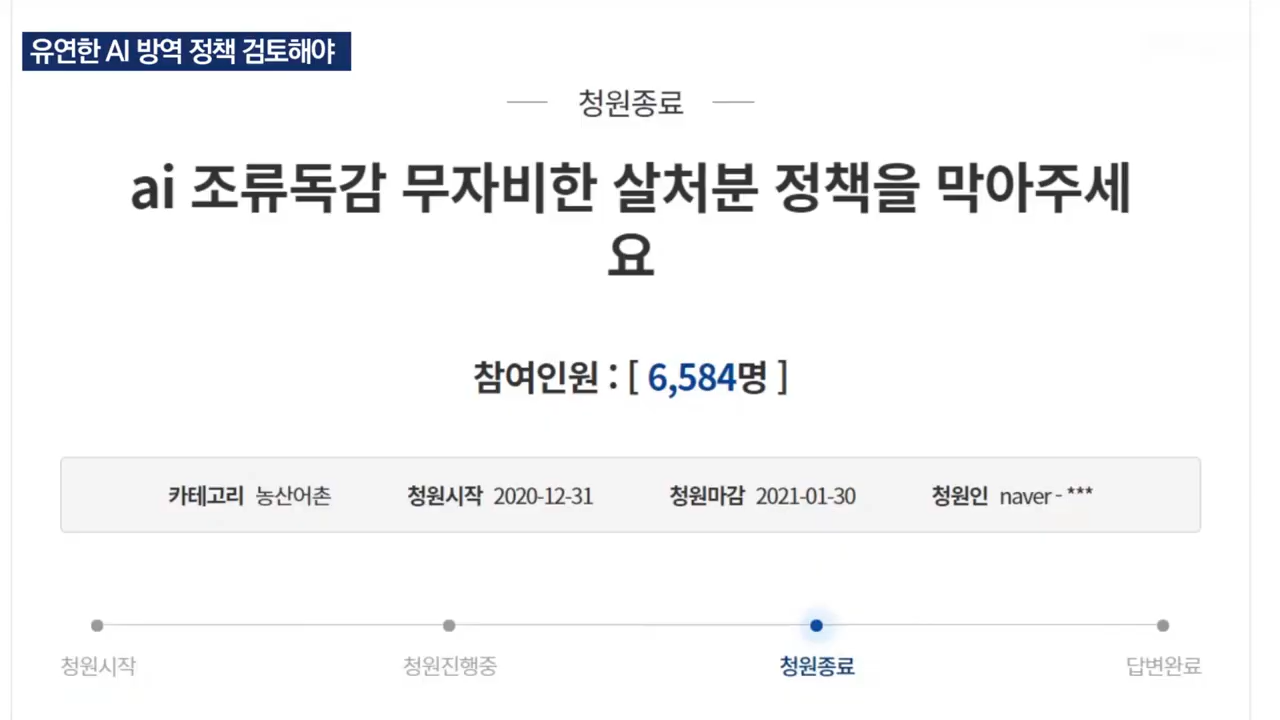 유연한 AI 방역 정책 검토해야
청원종료
ai 조류독감 무자비한 살처분 정책을 막아주세
요
참여인원 : [ 6,584명 ]
카테고리 농산어촌 청원시작 2020-12-31 청원마감 2021-01-30 청원인 naver - ***
청원시작 청원진행중 청원종료 답변완료